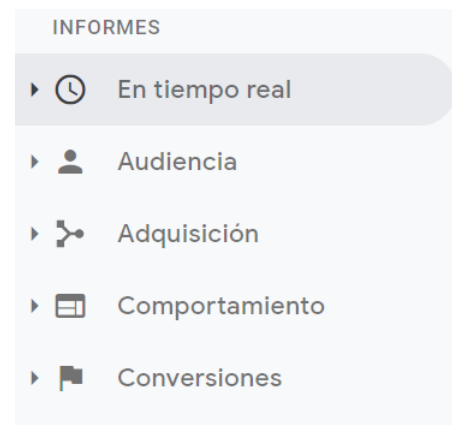 INFORMES
En tiempo real
Audiencia
Adquisición
Comportamiento
Conversiones